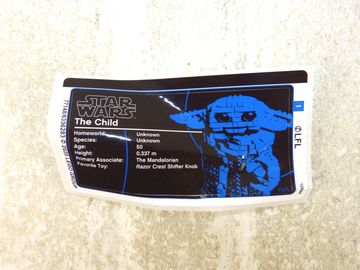 STAR
WARS
The Child
Homeworld: Unknown
Species: Unknown
Age: 50
Height: 0.337 m
Primary Associate: The Mandalorian
Favorite Toy: Razor Crest Shifter Knob
1
©LFL